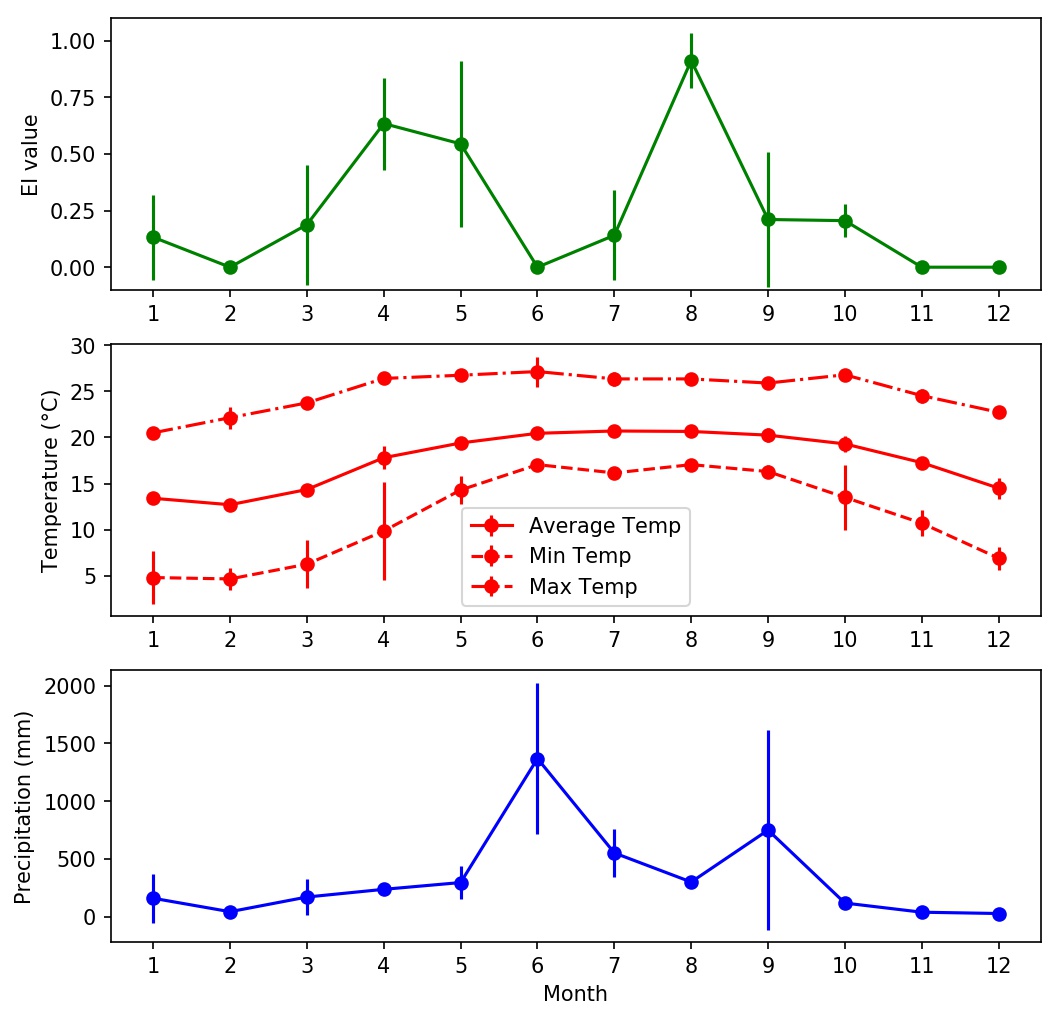 EI value
1.00
0.75
0.50
0.25
0.00
1 2 3 4 5 6 7 8 9 10 11 12
Temperature (°C)
30
25
20
15
10
5
Average Temp
Min Temp
Max Temp
1 2 3 4 5 6 7 8 9 10 11 12
Precipitation (mm)
2000
1500
1000
500
0
1 2 3 4 5 6 7 8 9 10 11 12
Month